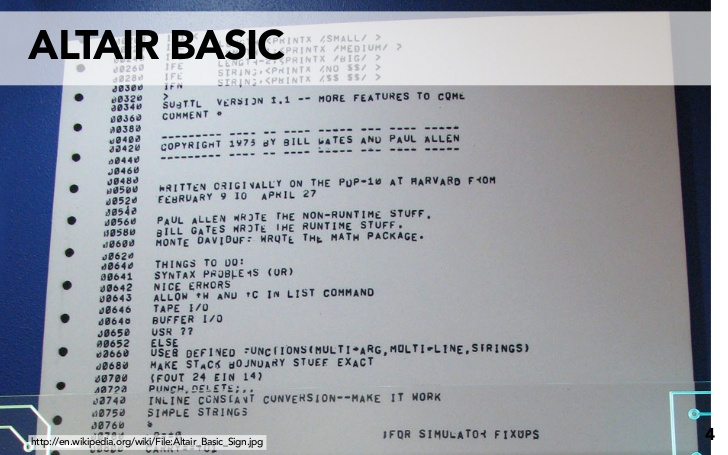 ALTAIR BASIC
<PRINTX /SMALL/ >
<PRINTX /MEDIUM/ >
00260 IFE LENGTH-2,<PRINTX /BIG/ >
00280 IFE STRING,<PRINTX /NO $$/ >
00300 IFN STRING,<PRINTX /$$ $$/ >
00320 >
00340 SUBTTL VERSION 1.1 -- MORE FEATURES TO COME
00360 COMMENT *
00380
00400 --------- ---- -- ---- ----- --- ---- -----
00420 COPYRIGHT 1975 BY BILL GATES AND PAUL ALLEN
00440 --------- ---- -- ---- ----- --- ---- -----
00460
00480
00500 WRITTEN ORIGINALLY ON THE PDP-10 AT HARVARD FROM
00520 FEBRUARY 9 TO APRIL 27
00540
00560 PAUL ALLEN WROTE THE NON-RUNTIME STUFF.
00580 BILL GATES WROTE THE RUNTIME STUFF.
00600 MONTE DAVIDOFF WROTE THE MATH PACKAGE.
00620
00640 THINGS TO DO:
00641 SYNTAX PROBLEMS (OR)
00642 NICE ERRORS
00643 ALLOW ^W AND ^C IN LIST COMMAND
00646 TAPE I/O
00648 BUFFER I/O
00650 USR ??
00652 ELSE
00660 USER DEFINED FUNCTIONS(MULTI-ARG,MULTI-LINE,STRINGS)
00680 MAKE STACK BOUNDARY STUFF EXACT
00700 (FOUT 24 FIN 14)
00720 PUNCH,DELETE;,,
00740 INLINE CONSTANT CONVERSION--MAKE IT WORK
00750 SIMPLE STRINGS
00760 *
;FOR SIMULATOR FIXUPS
http://en.wikipedia.org/wiki/File:Altair_Basic_Sign.jpg
4